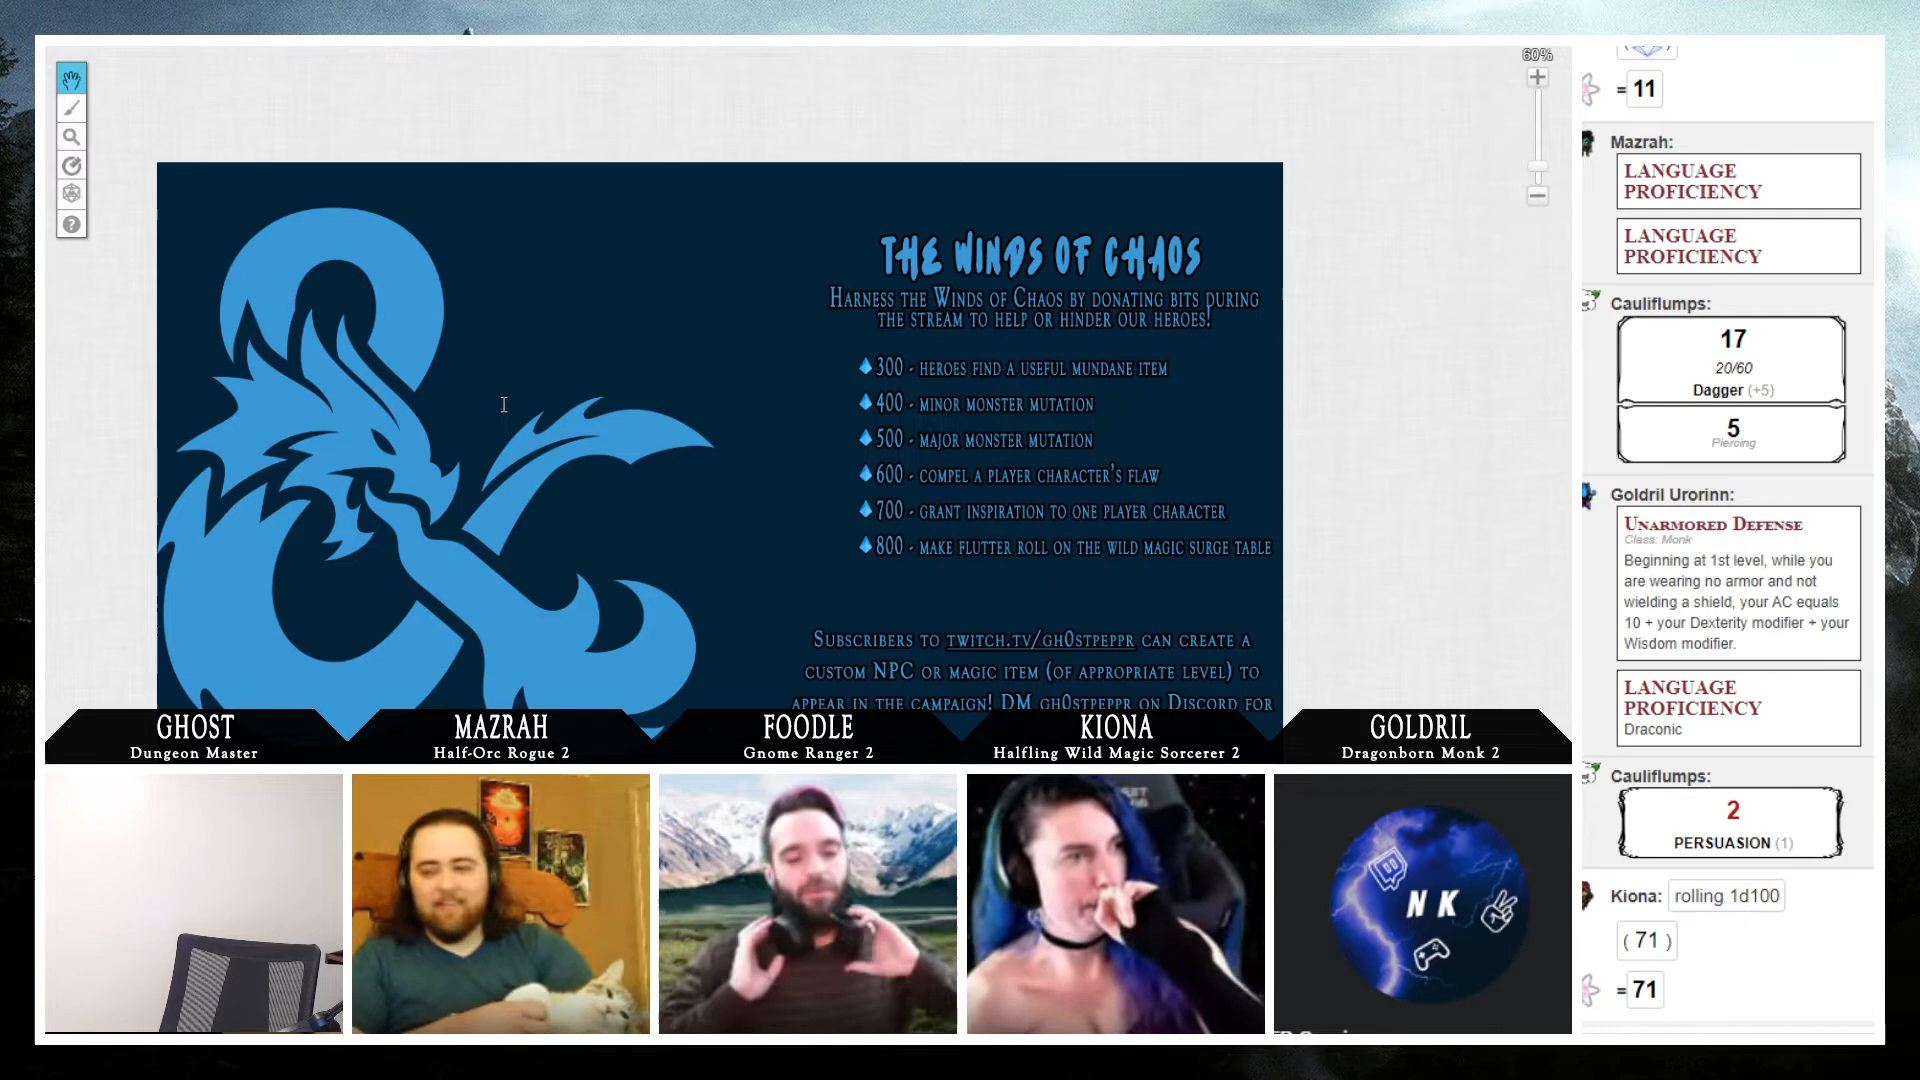 60%
THE WINDS OF CHAOS
HARNESS THE WINDS OF CHAOS BY DONATING BITS DURING
THE STREAM TO HELP OR HINDER OUR HEROES!
300 - HEROES FIND A USEFUL MUNDANE ITEM
400 - MINOR MONSTER MUTATION
500 - MAJOR MONSTER MUTATION
600 - COMPEL A PLAYER CHARACTER'S FLAW
700 - GRANT INSPIRATION TO ONE PLAYER CHARACTER
800 - MAKE FLUTTER ROLL ON THE WILD MAGIC SURGE TABLE
SUBSCRIBERS TO TWITCH.TV/GH0STPEPPR CAN CREATE A
CUSTOM NPC OR MAGIC ITEM (OF APPROPRIATE LEVEL) TO
APPEAR IN THE CAMPAIGN! DM GH0STPEPPR ON DISCORD FOR
GHOST
Dungeon Master
MAZRAH
Half-Orc Rogue 2
FOODLE
Gnome Ranger 2
KIONA
Halfling Wild Magic Sorcerer 2
GOLDRIL
Dragonborn Monk 2
N K
= 11
Mazrah:
LANGUAGE
PROFICIENCY
LANGUAGE
PROFICIENCY
Cauliflumps:
17
20/60
Dagger (+5)
5
Piercing
Goldril Urorinn:
UNARMORED DEFENSE
Class: Monk
Beginning at 1st level, while you
are wearing no armor and not
wielding a shield, your AC equals
10 + your Dexterity modifier + your
Wisdom modifier.
LANGUAGE
PROFICIENCY
Draconic
Cauliflumps:
2
PERSUASION (1)
Kiona: rolling 1d100
( 71 )
= 71